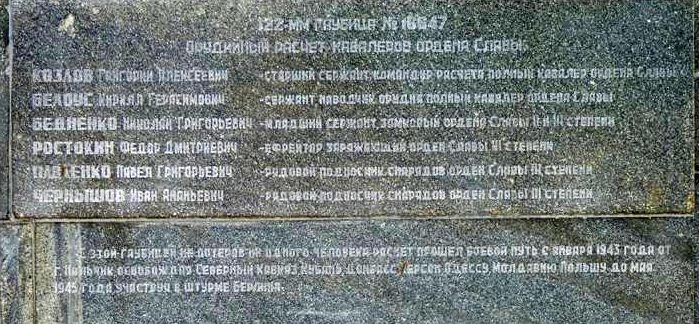 122-мм гаубица № 16647
Орудийный расчет кавалеров ордена Славы:
КОЗЛОВ Григорий Алексеевич - старший сержант, командир расчета полный кавалер ордена Славы
БЕЛОУС Кирилл Герасимович - сержант наводчик орудия полный кавалер ордена Славы
БЕДНЕНКО Николай Григорьевич - младший сержант, замковый ордена Славы II и III степени
РОСТОКИН Федор Дмитриевич - ефрейтор заряжающий орден Славы III степени
ПАВЛЕНКО Павел Григорьевич - рядовой подносчик снарядов орден Славы III степени
ЧЕРНЫШОВ Иван Ананьевич - рядовой подносчик снарядов орден Славы III степени
С этой гаубицей не потеряв ни одного человека расчет прошел боевой путь с января 1943 года от
г. Нальчик освобождал Северный Кавказ, Кубань, Донбасс, Херсон, Одессу, Молдавию Польшу, до мая
1945 года участвуя в штурме Берлина.